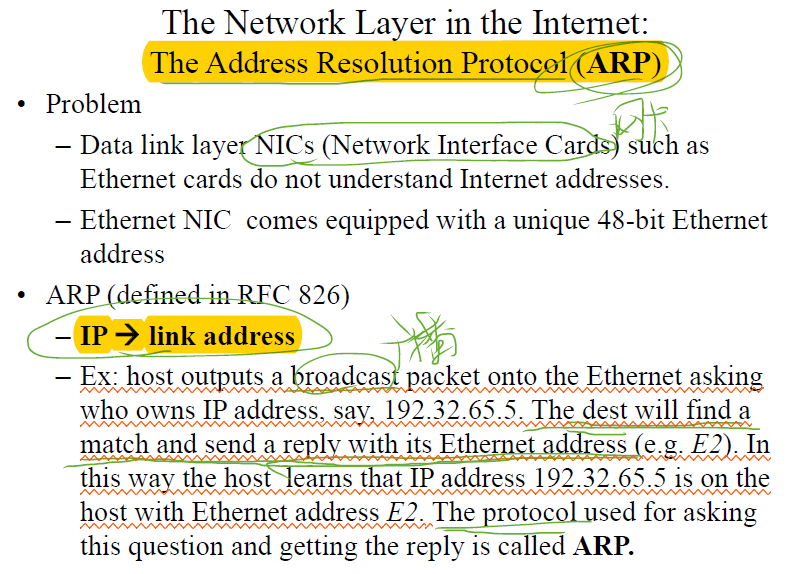 The Network Layer in the Internet:
The Address Resolution Protocol (ARP)
• Problem
网卡
– Data link layer NICs (Network Interface Cards) such as
Ethernet cards do not understand Internet addresses.
– Ethernet NIC comes equipped with a unique 48-bit Ethernet
address
• ARP (defined in RFC 826)
– IP → link address
广播
– Ex: host outputs a broadcast packet onto the Ethernet asking
who owns IP address, say, 192.32.65.5. The dest will find a
match and send a reply with its Ethernet address (e.g. E2). In
this way the host learns that IP address 192.32.65.5 is on the
host with Ethernet address E2. The protocol used for asking
this question and getting the reply is called ARP.